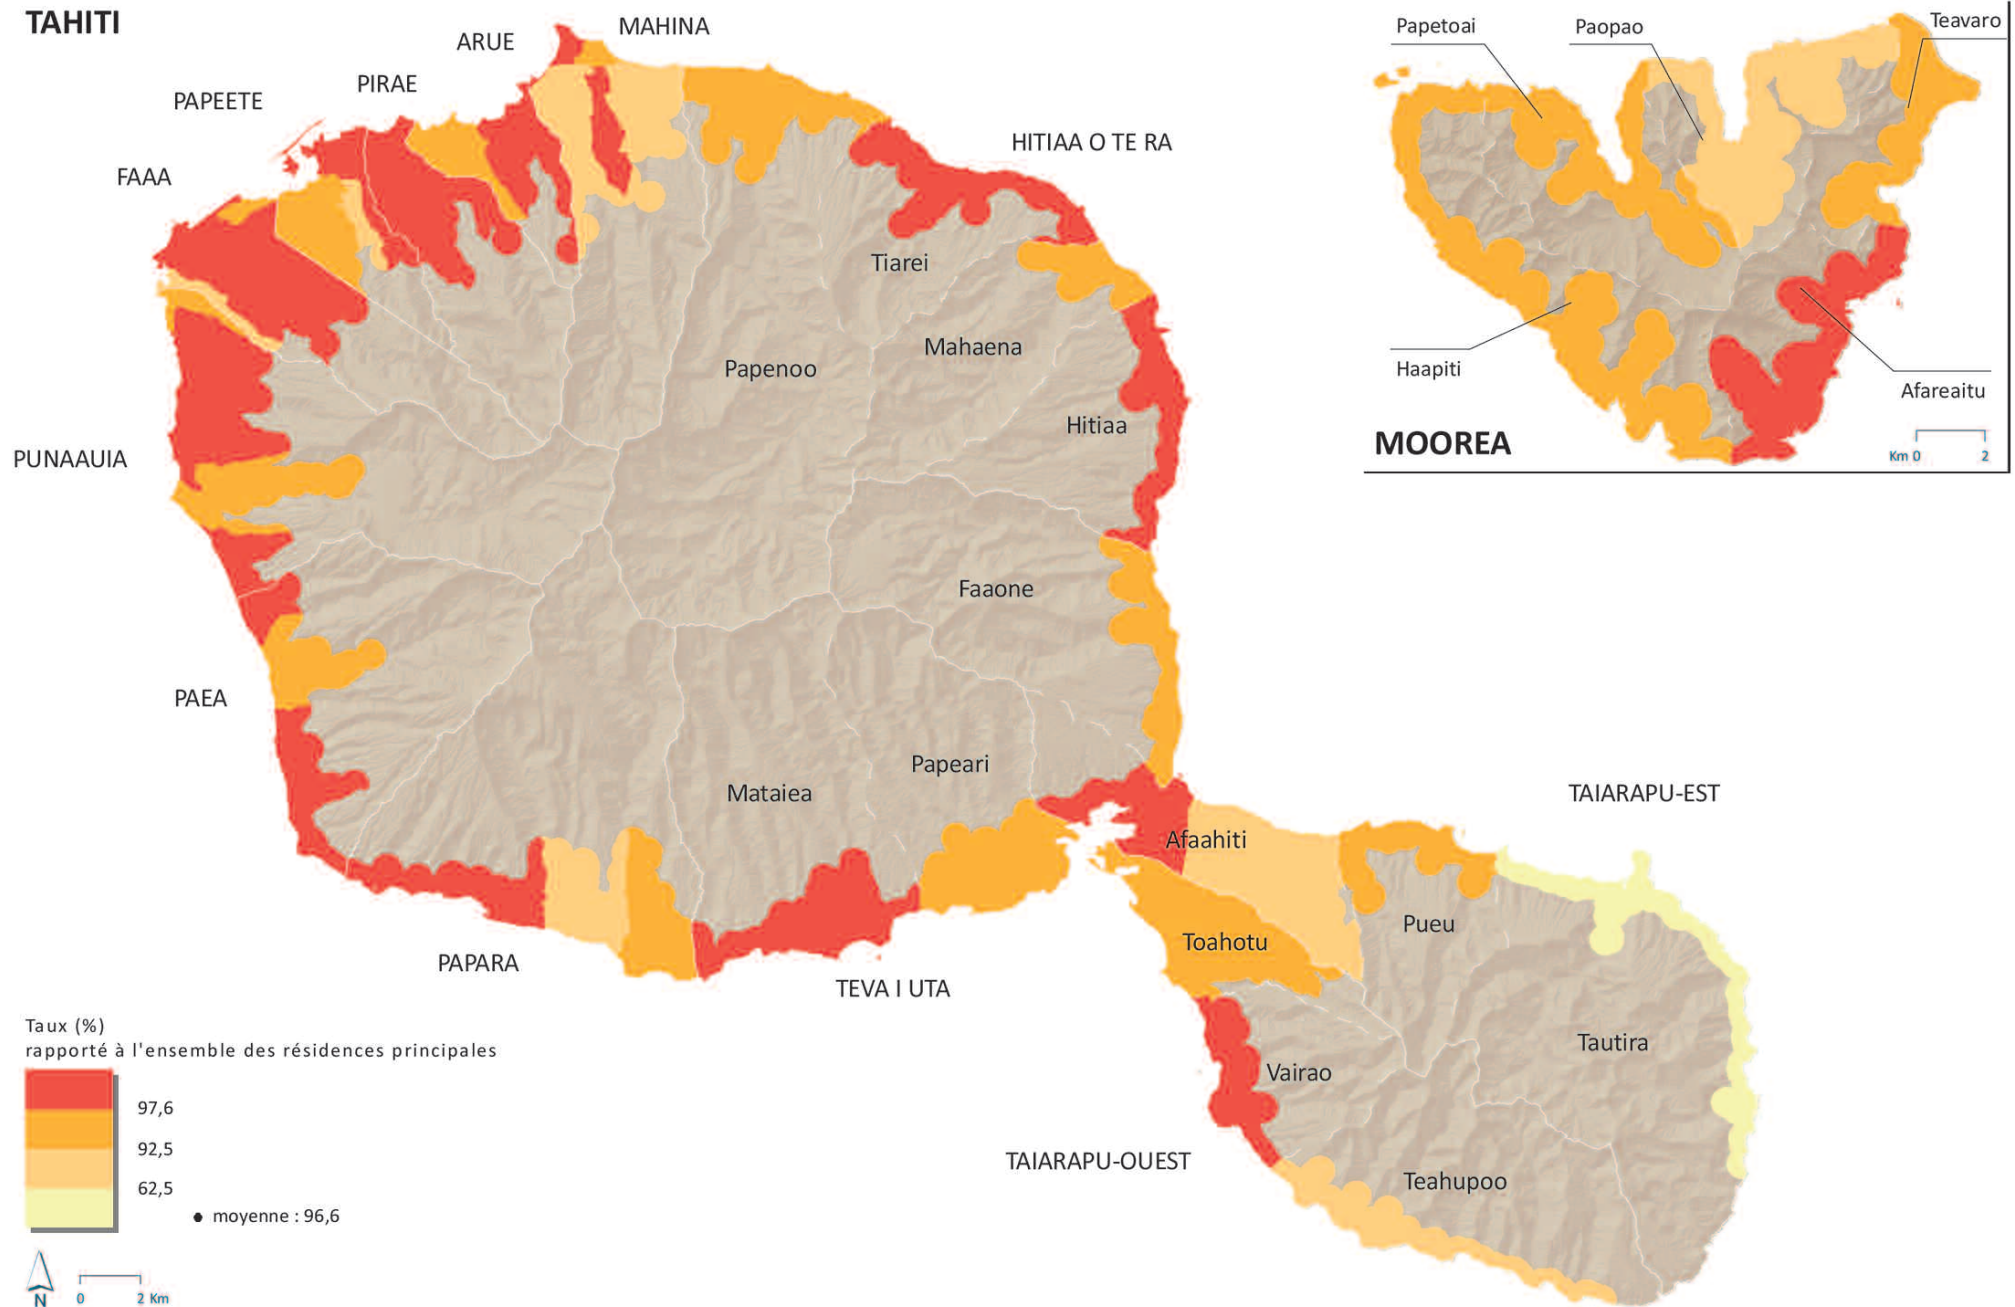 TAHITI
ARUE
MAHINA
PIRAE
PAPEETE
FAAA
HITIAA O TE RA
Papetoai
Paopao
Teavaro
Haapiti
Afareaitu
MOOREA
Km 0 2
Tiarei
Mahaena
Papenoo
Hitiaa
PUNAAUIA
Faaone
PAEA
Papeari
Mataiea
TAIARAPU-EST
Afaahiti
Pueu
Toahotu
PAPARA
TEVA I UTA
Tautira
Vairao
TAIARAPU-OUEST
Teahupoo
Taux (%)
rapporté à l'ensemble des résidences principales
97,6
92,5
62,5
moyenne : 96,6
N
0 2 Km